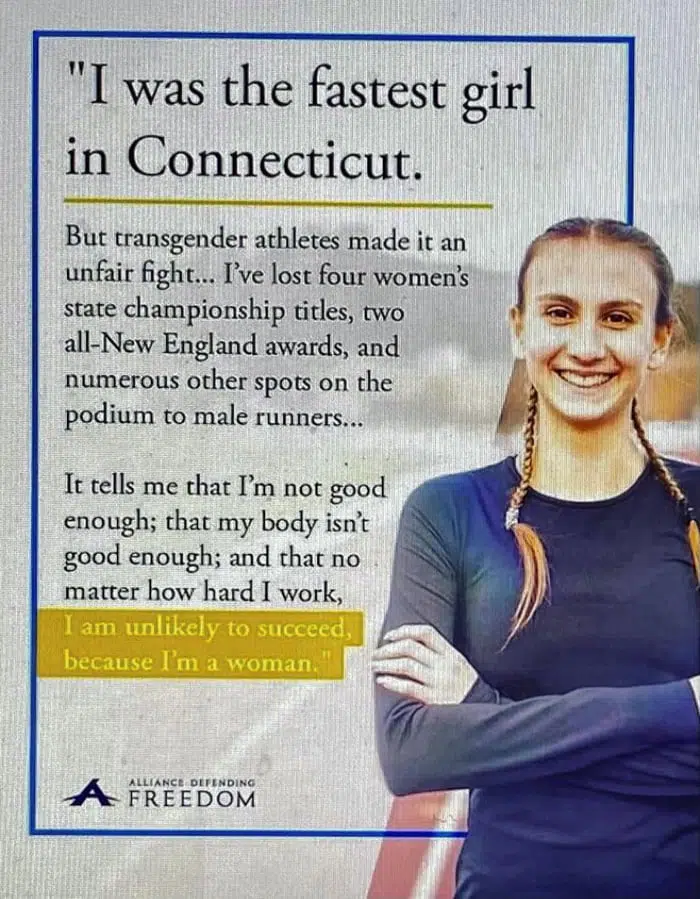 "I was the fastest girl
in Connecticut.
But transgender athletes made it an
unfair fight... I've lost four women's
state championship titles, two
all-New England awards, and
numerous other spots on the
podium to male runners...
It tells me that I'm not good
enough; that my body isn't
good enough; and that no
matter how hard I work,
I am unlikely to succeed,
because I'm a woman."
ALLIANCE DEFENDING
FREEDOM